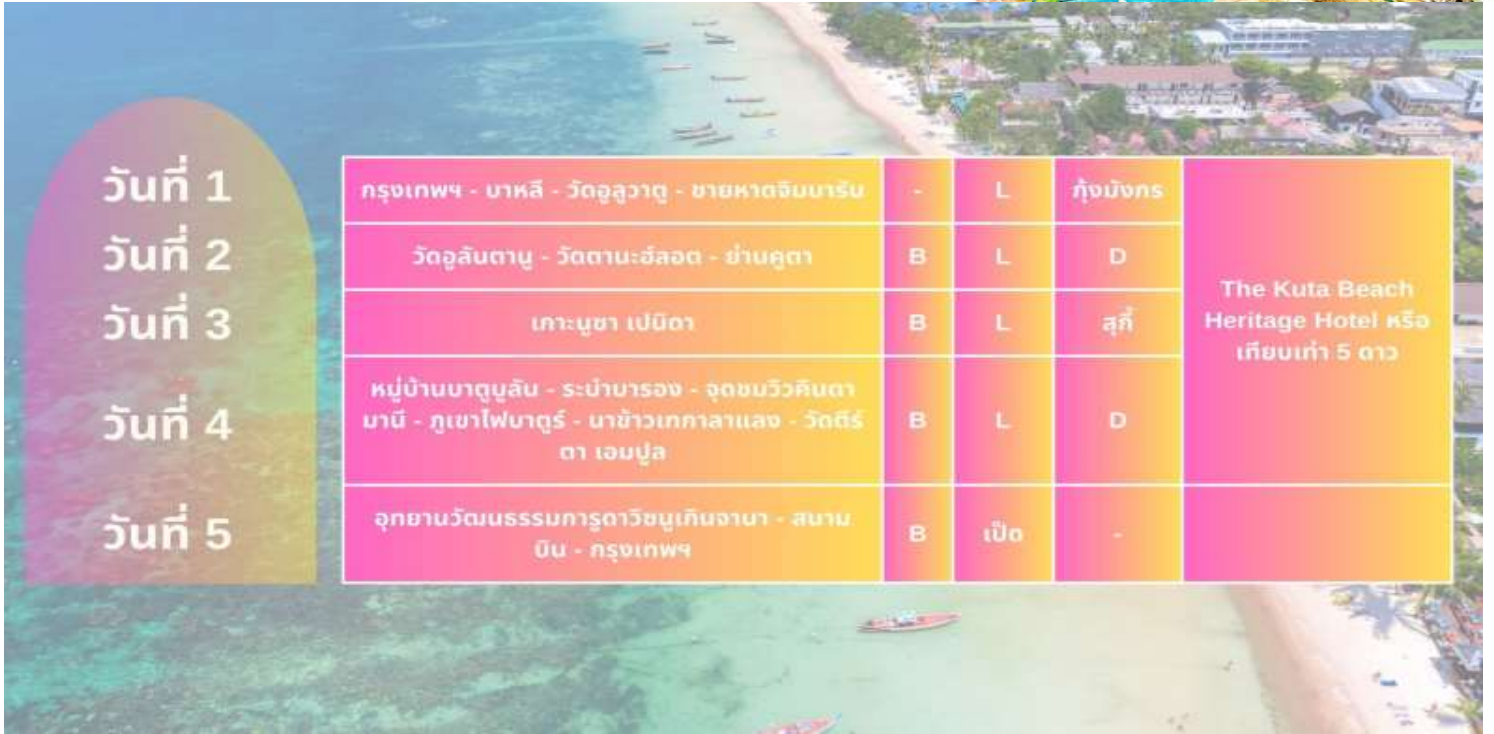 วันที่ 1
กรุงเทพฯ - บาหลี - วัดอูลูวาตู - ชายหาดจิมบารัน
-
L
กุ้งมังกร
The Kuta Beach
Heritage Hotel หรือ
เทียบเท่า 5 ดาว
วันที่ 2
วัดอูลันดานู - วัดตานะฮ์ลอต - ย่านคูตา
B
L
D
วันที่ 3
เกาะนูซา เปนิดา
B
L
สุกี้
วันที่ 4
หมู่บ้านบาตูบูลัน - ระบำบารอง - จุดชมวิวคินตา
มานี - ภูเขาไฟบาตูร์ - นาข้าวเทกาลาแลง - วัดตีร์
ตา เอมปูล
B
L
D
วันที่ 5
อุทยานวัฒนธรรมการูดาวิษนูเกินจานา - สนาม
บิน - กรุงเทพฯ
B
เป็ด
-